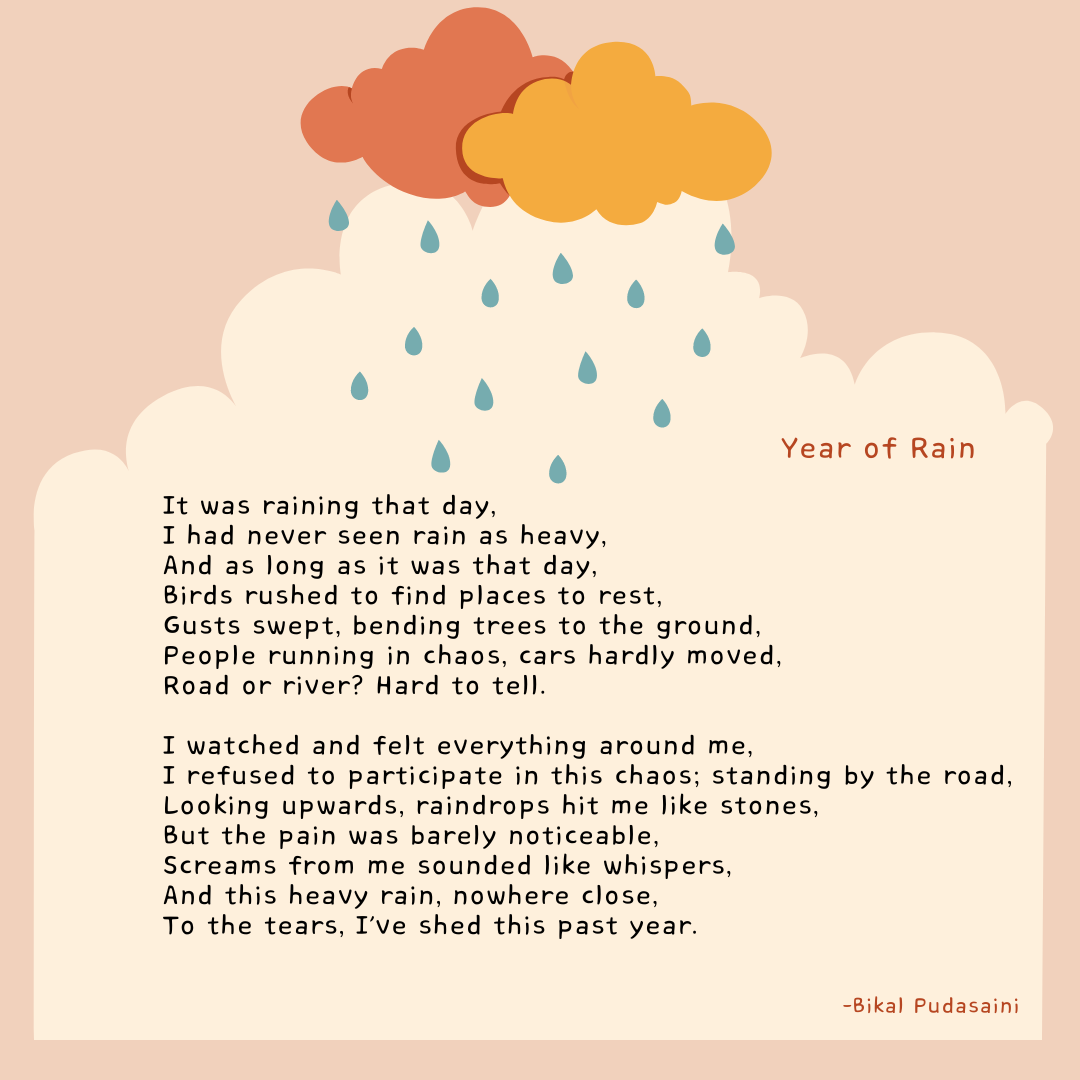 Year of Rain
It was raining that day,
I had never seen rain as heavy,
And as long as it was that day,
Birds rushed to find places to rest,
Gusts swept, bending trees to the ground,
People running in chaos, cars hardly moved,
Road or river? Hard to tell.
I watched and felt everything around me,
I refused to participate in this chaos; standing by the road,
Looking upwards, raindrops hit me like stones,
But the pain was barely noticeable,
Screams from me sounded like whispers,
And this heavy rain, nowhere close,
To the tears, I've shed this past year.
-Bikal Pudasaini